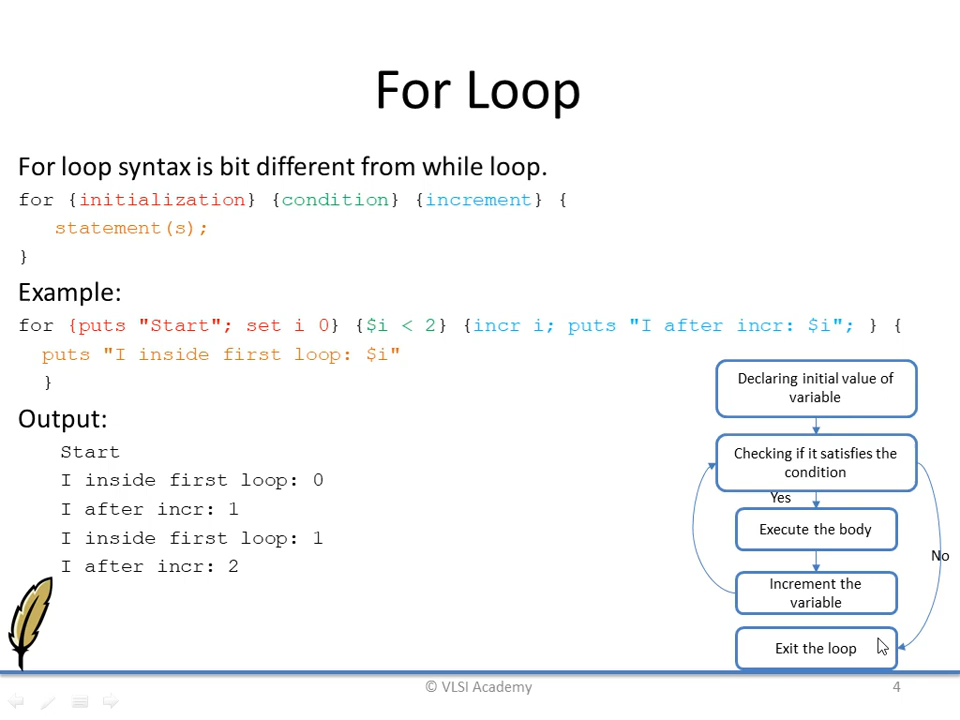 For Loop
For loop syntax is bit different from while loop.
for {initialization} {condition} {increment} {
statement(s);
}
Example:
for {puts "Start"; set i 0} {$i < 2} {incr i; puts "I after incr: $i"; } {
puts "I inside first loop: $i"
}
Output:
Start
I inside first loop: 0
I after incr: 1
I inside first loop: 1
I after incr: 2
Declaring initial value of
variable
Checking if it satisfies the
condition
Yes
Execute the body
No
Increment the
variable
Exit the loop
© VLSI Academy
4